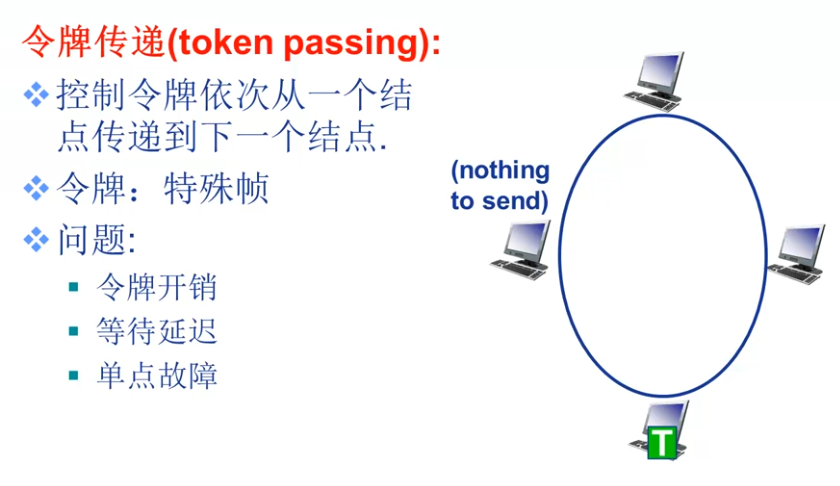 令牌传递(token passing):
控制令牌依次从一个结
点传递到下一个结点.
令牌：特殊帧
问题:
令牌开销
等待延迟
单点故障
(nothing
to send)
T